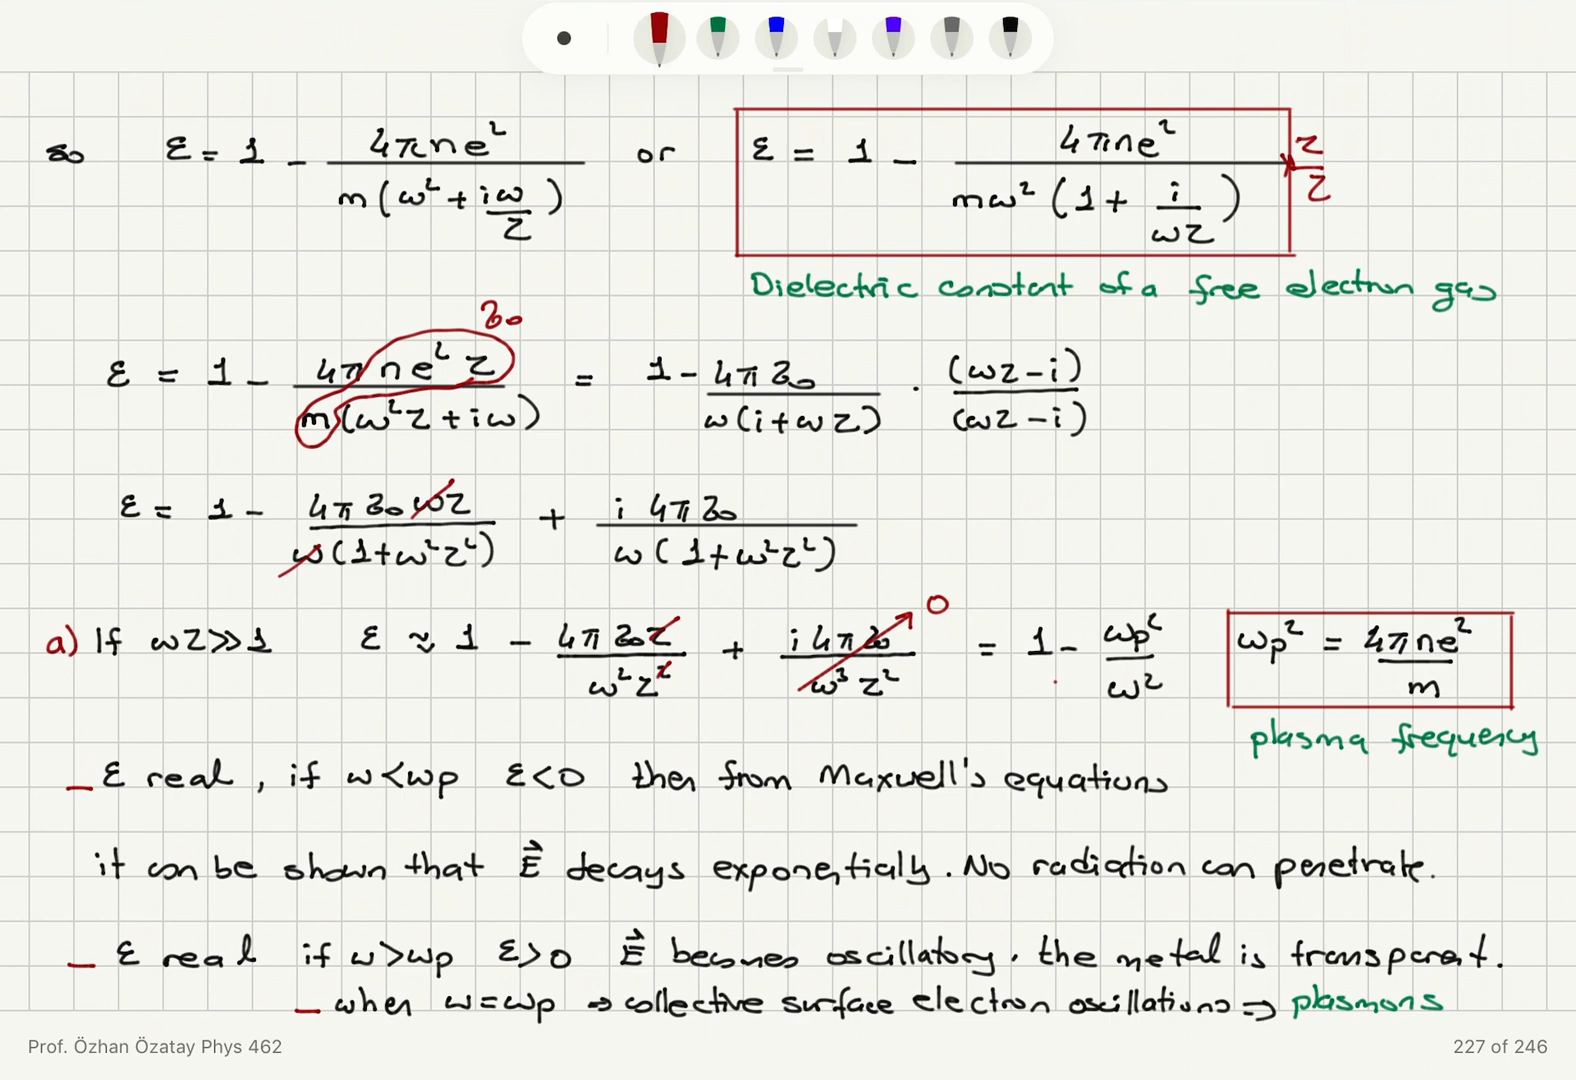 so ε = 1 - 4πne² / m(ω² + iω/τ) or ε = 1 - 4πne² / mω²(1 + i/ωτ) × τ/τ
Dielectric constant of a free electron gas
σ₀
ε = 1 - 4πne²τ / m(ω²τ + iω) = 1 - 4πσ₀ / ω(i + ωτ) · (ωτ - i) / (ωτ - i)
ε = 1 - 4πσ₀ωτ / ω(1 + ω²τ²) + i4πσ₀ / ω(1 + ω²τ²)
a) If ωτ >> 1 ε ≈ 1 - 4πσ₀τ / ω²τ² + i4πσ₀ / ω³τ² → 0 = 1 - ωp² / ω² ωp² = 4πne² / m
plasma frequency
_ ε real, if ω<ωp ε<0 then from Maxwell's equations
it can be shown that E⃗ decays exponentially. No radiation can penetrate.
_ ε real if ω>ωp ε>0 E⃗ becomes oscillatory, the metal is transparent.
_ when ω=ωp ⇒ collective surface electron oscillations ⇒ plasmons
Prof. Özhan Özatay Phys 462
227 of 246